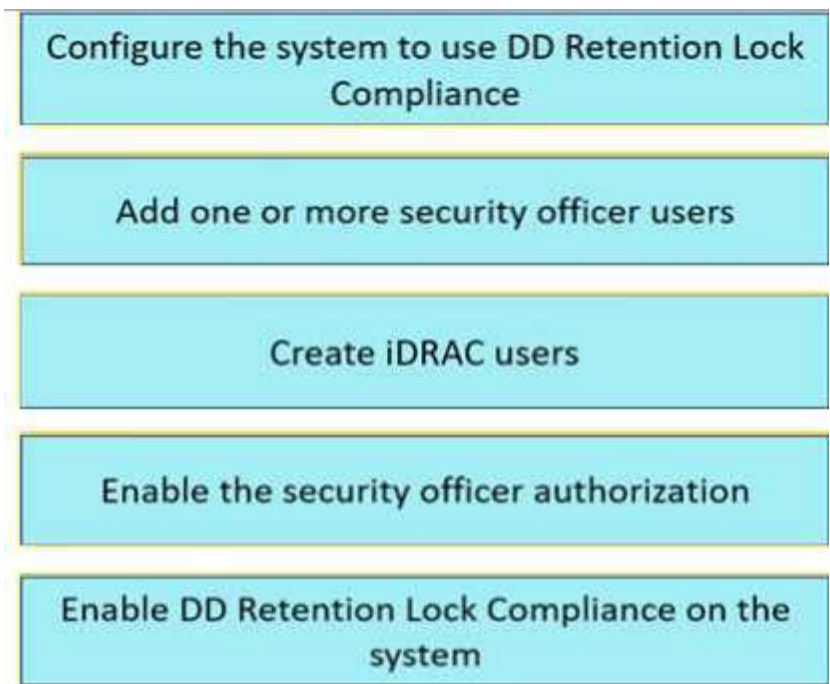 Configure the system to use DD Retention Lock
Compliance
Add one or more security officer users
Create iDRAC users
Enable the security officer authorization
Enable DD Retention Lock Compliance on the
system